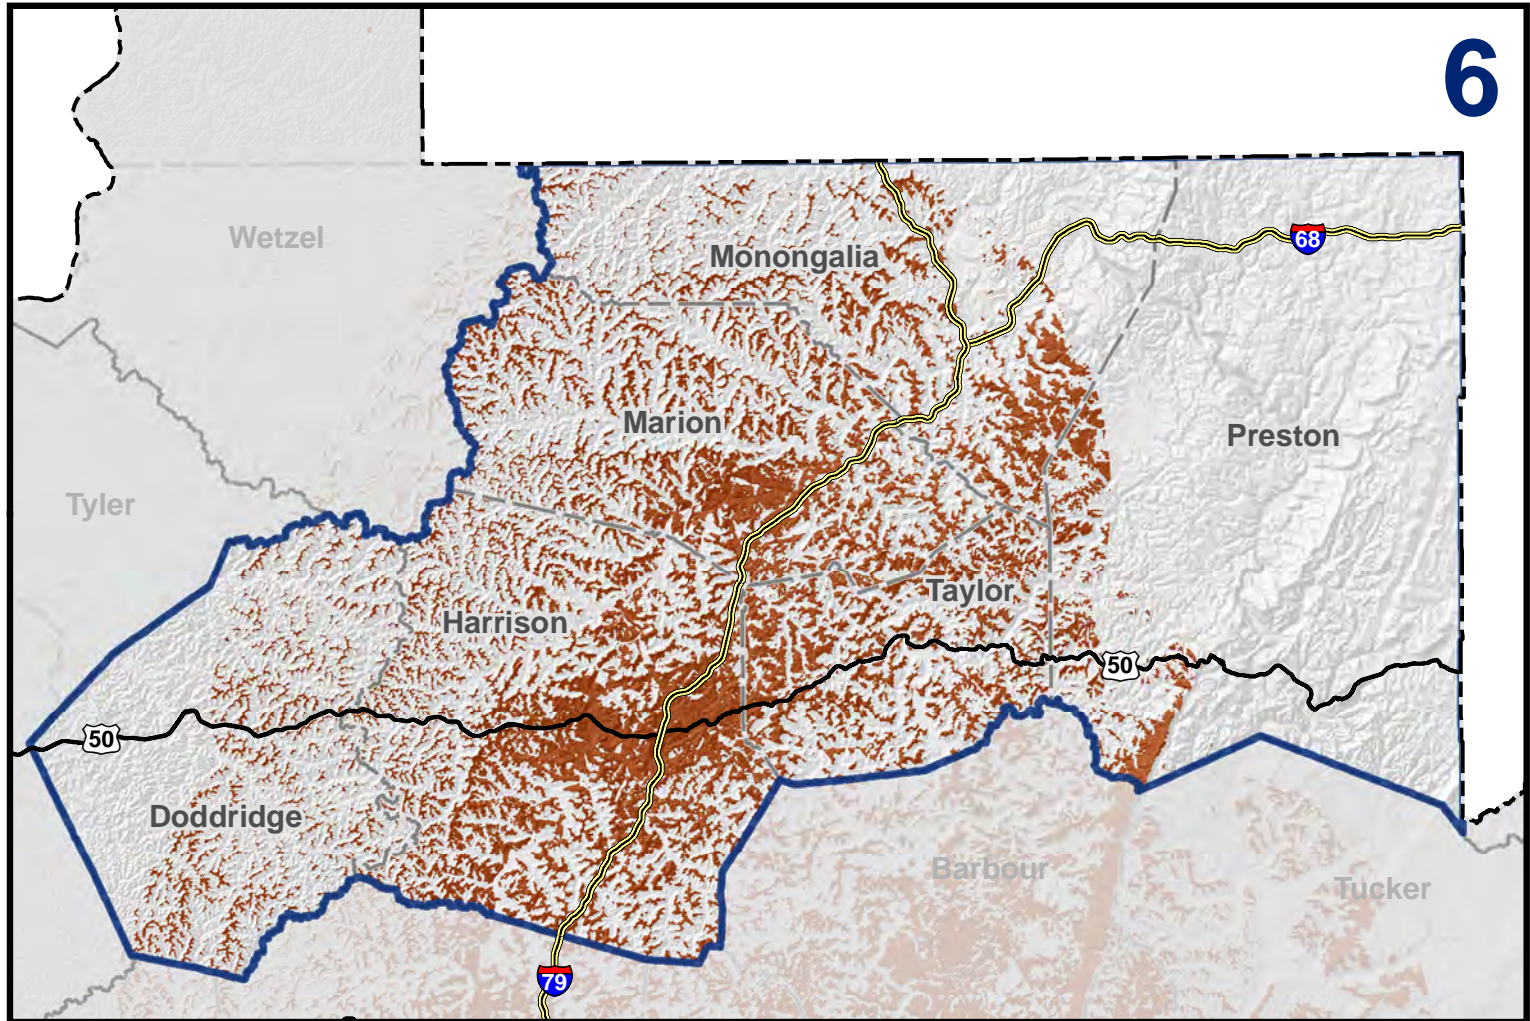 6
Wetzel
68
Monongalia
Marion
Preston
Tyler
Taylor
Harrison
50
50
Doddridge
Barbour
Tucker
79